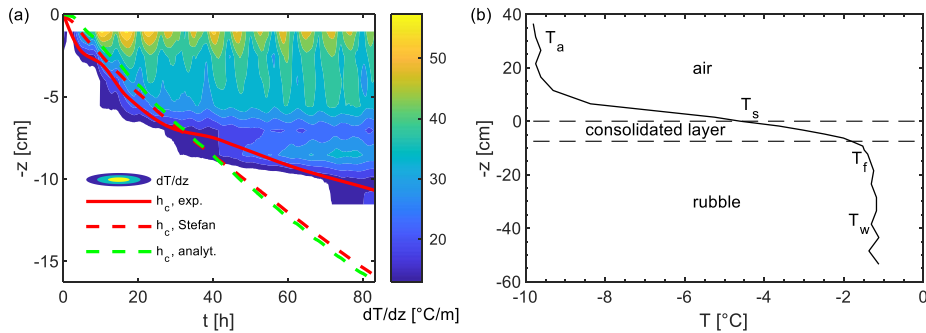 (a)
0
-5
-10
-15
-z [cm]
dT/dz
h_c, exp.
h_c, Stefan
h_c, analyt.
0 20 40 60 80
t [h]
50
40
30
20
dT/dz [°C/m]
(b)
40
20
0
-20
-40
-60
-z [cm]
T_a
air
T_s
consolidated layer
T_f
rubble
T_w
-10 -8 -6 -4 -2 0
T [°C]